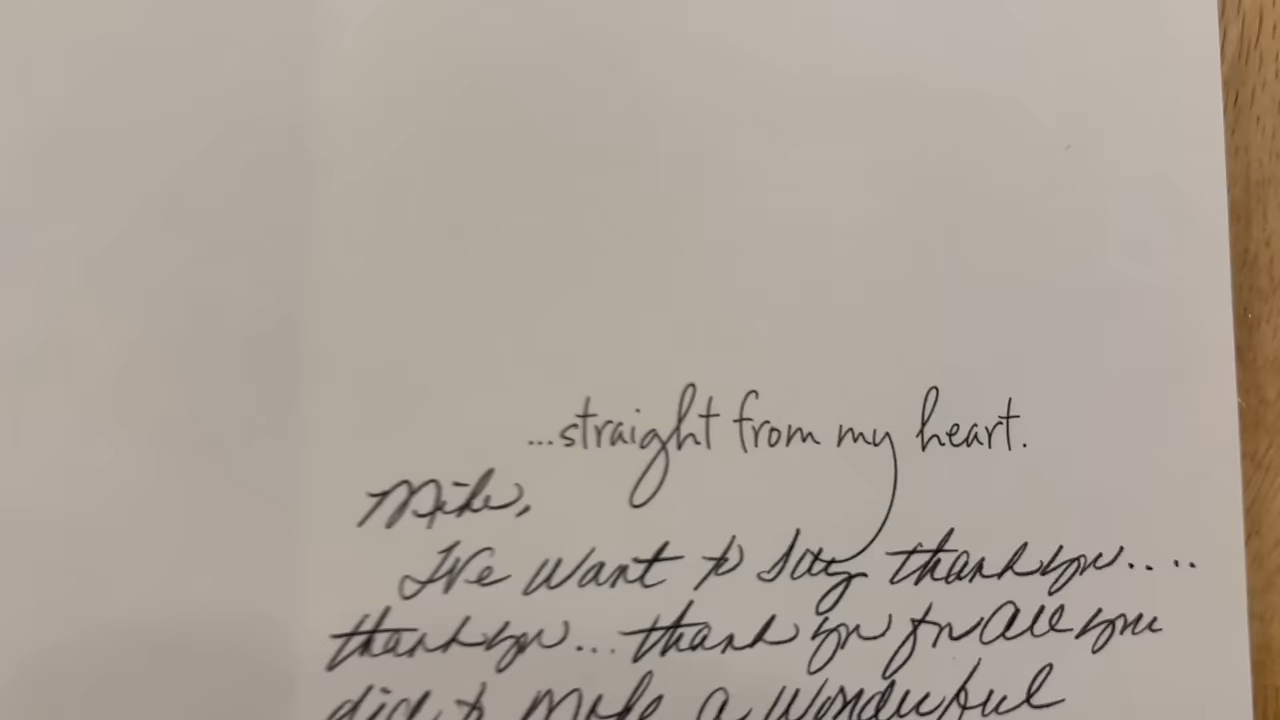 ...straight from my heart.
Mike,
I've want to say thank you....
thank you... thank you for all you
did to make a wonderful